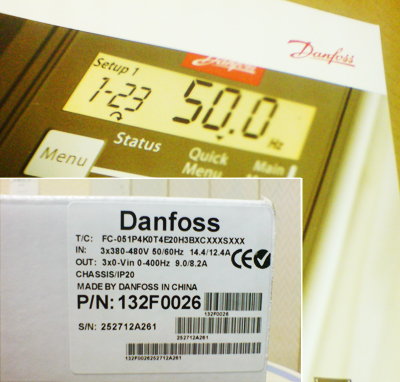 Danfoss
Danfoss
Setup 1
1-23 50.0
Hz
Status
Quick
Menu
Main
Menu
Danfoss
T/C: FC-051P4K0T4E20H3BXCXXXSXXX
IN: 3x380-480V 50/60Hz 14.4/12.4A
OUT: 3x0-Vin 0-400Hz 9.0/8.2A
CHASSIS/IP20
MADE BY DANFOSS IN CHINA
P/N: 132F0026
132F0026
S/N: 252712A261
252712A261
132F0026252712A261